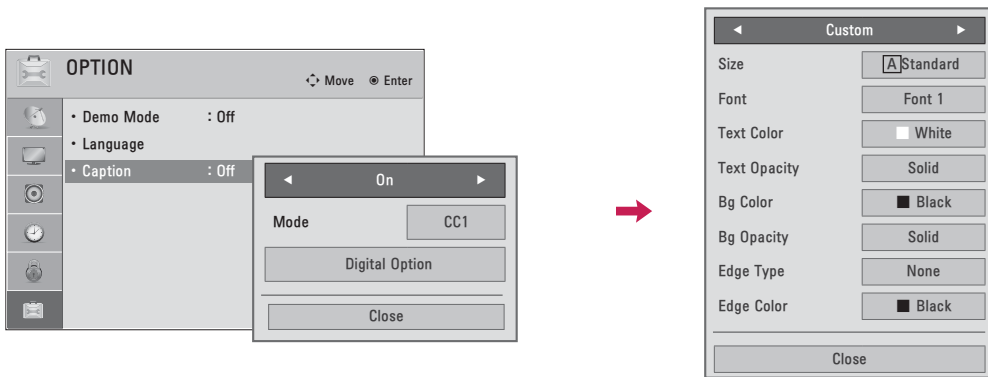 OPTION
Move Enter
• Demo Mode : Off
• Language
• Caption : Off
◄ On ►
Mode CC1
Digital Option
Close
◄ Custom ►
Size A Standard
Font Font 1
Text Color White
Text Opacity Solid
Bg Color Black
Bg Opacity Solid
Edge Type None
Edge Color Black
Close